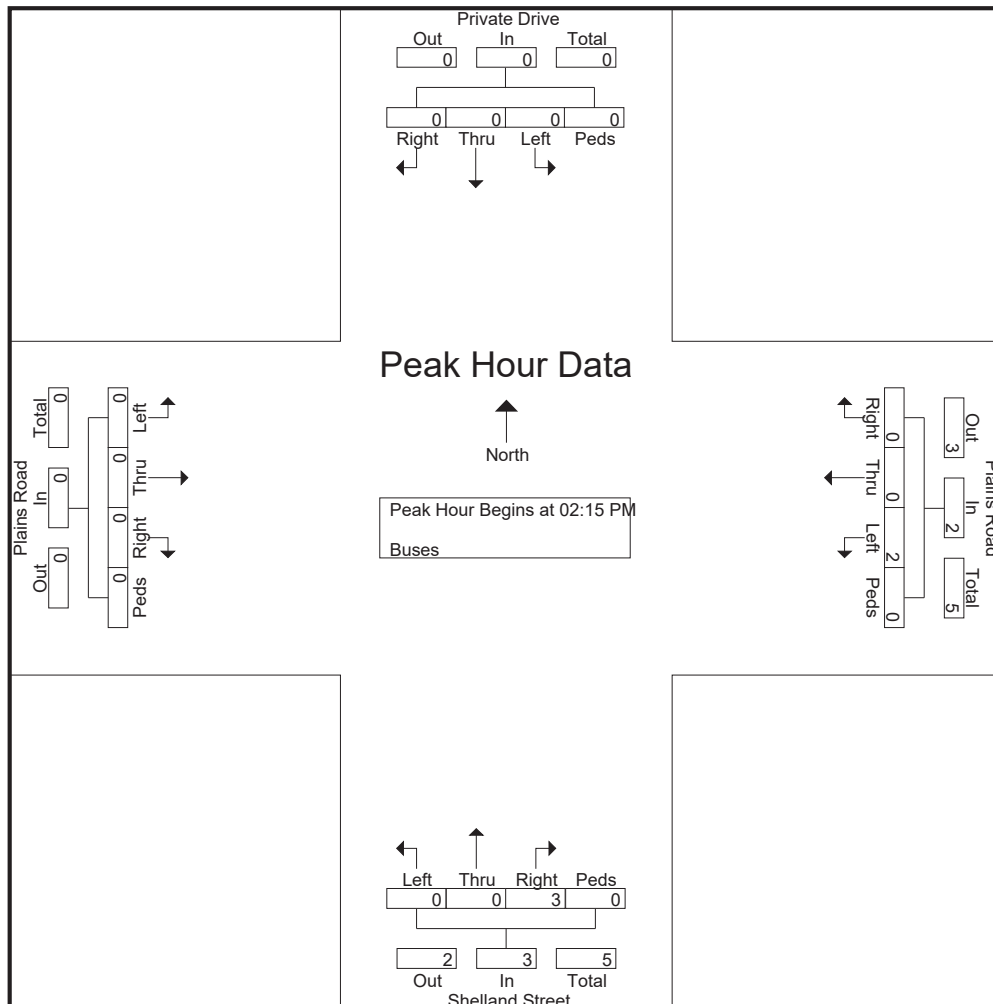 Private Drive
Out In Total
0 0 0
0 0 0 0
Right Thru Left Peds
Peak Hour Data
North
Peak Hour Begins at 02:15 PM
Buses
Plains Road
Total In Out
0 0 0
0 0 0 0
Left Thru Right Peds
Right Thru Left Peds
0 0 2 0
3 2 5
Out In Total
Plains Road
Left Thru Right Peds
0 0 3 0
2 3 5
Out In Total
Shelland Street